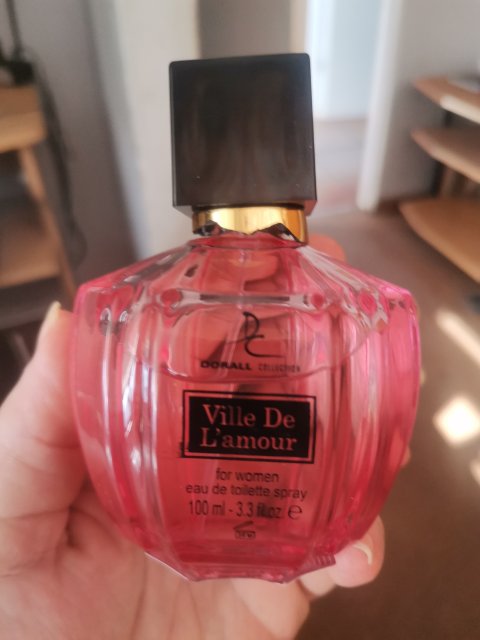 DC
DORALL COLLECTION
Ville De
L'amour
for women
eau de toilette spray
100 ml - 3.3 fl.oz ℮